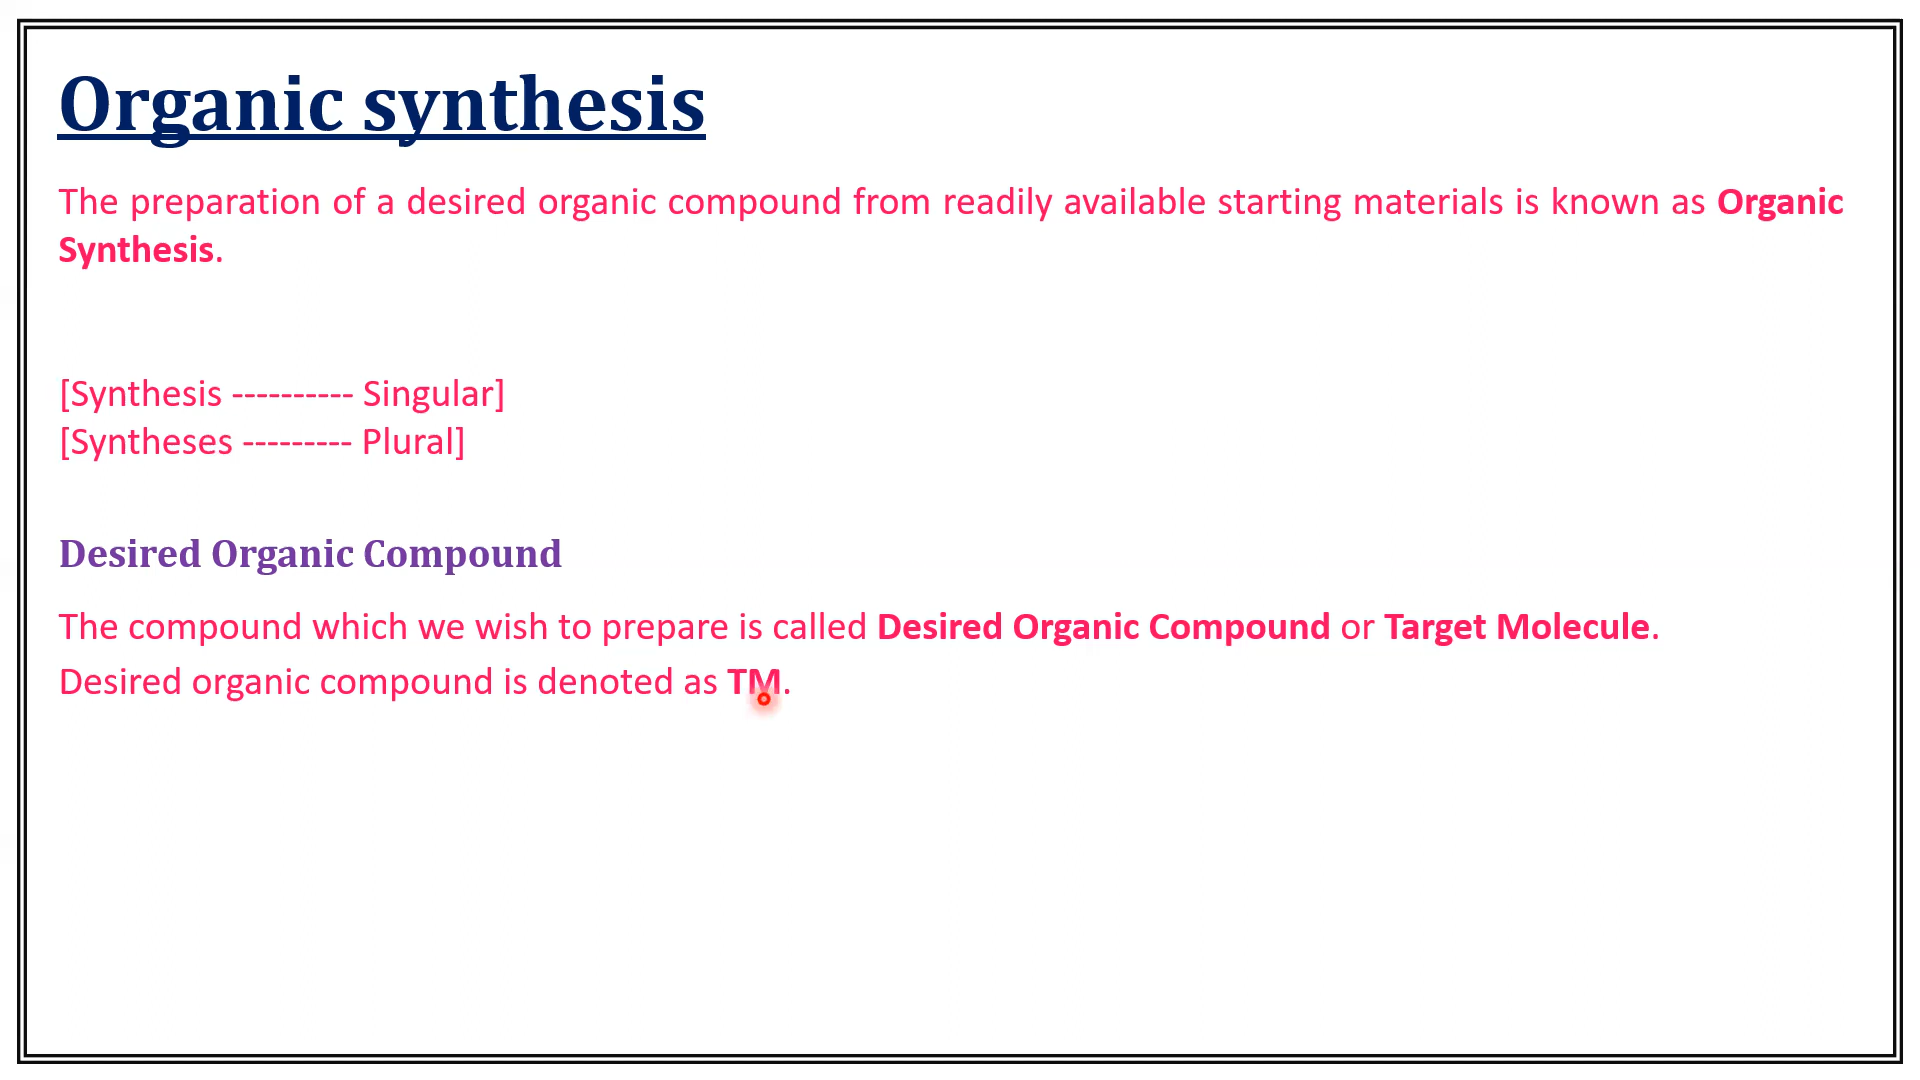 Organic synthesis
The preparation of a desired organic compound from readily available starting materials is known as Organic
Synthesis.
[Synthesis ---------- Singular]
[Syntheses --------- Plural]
Desired Organic Compound
The compound which we wish to prepare is called Desired Organic Compound or Target Molecule.
Desired organic compound is denoted as TM.